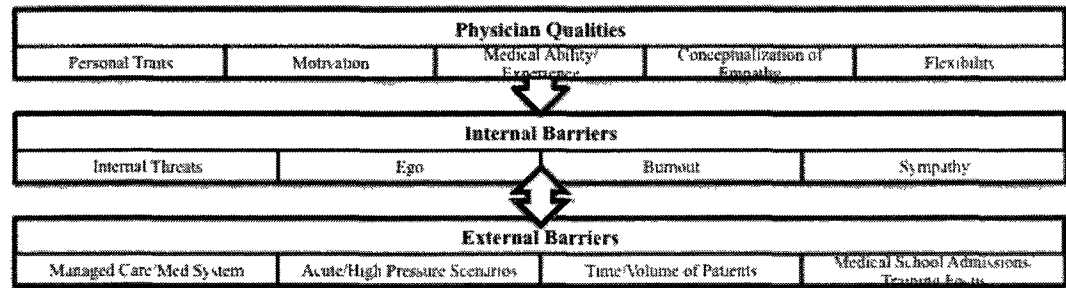 Physician Qualities
Personal Traits
Motivation
Medical Ability/
Experience
Conceptualization of
Empathy
Flexibility
Internal Barriers
Internal Threats
Ego
Burnout
Sympathy
External Barriers
Managed Care/Med System
Acute/High Pressure Scenarios
Time/Volume of Patients
Medical School Admissions/
Training Focus